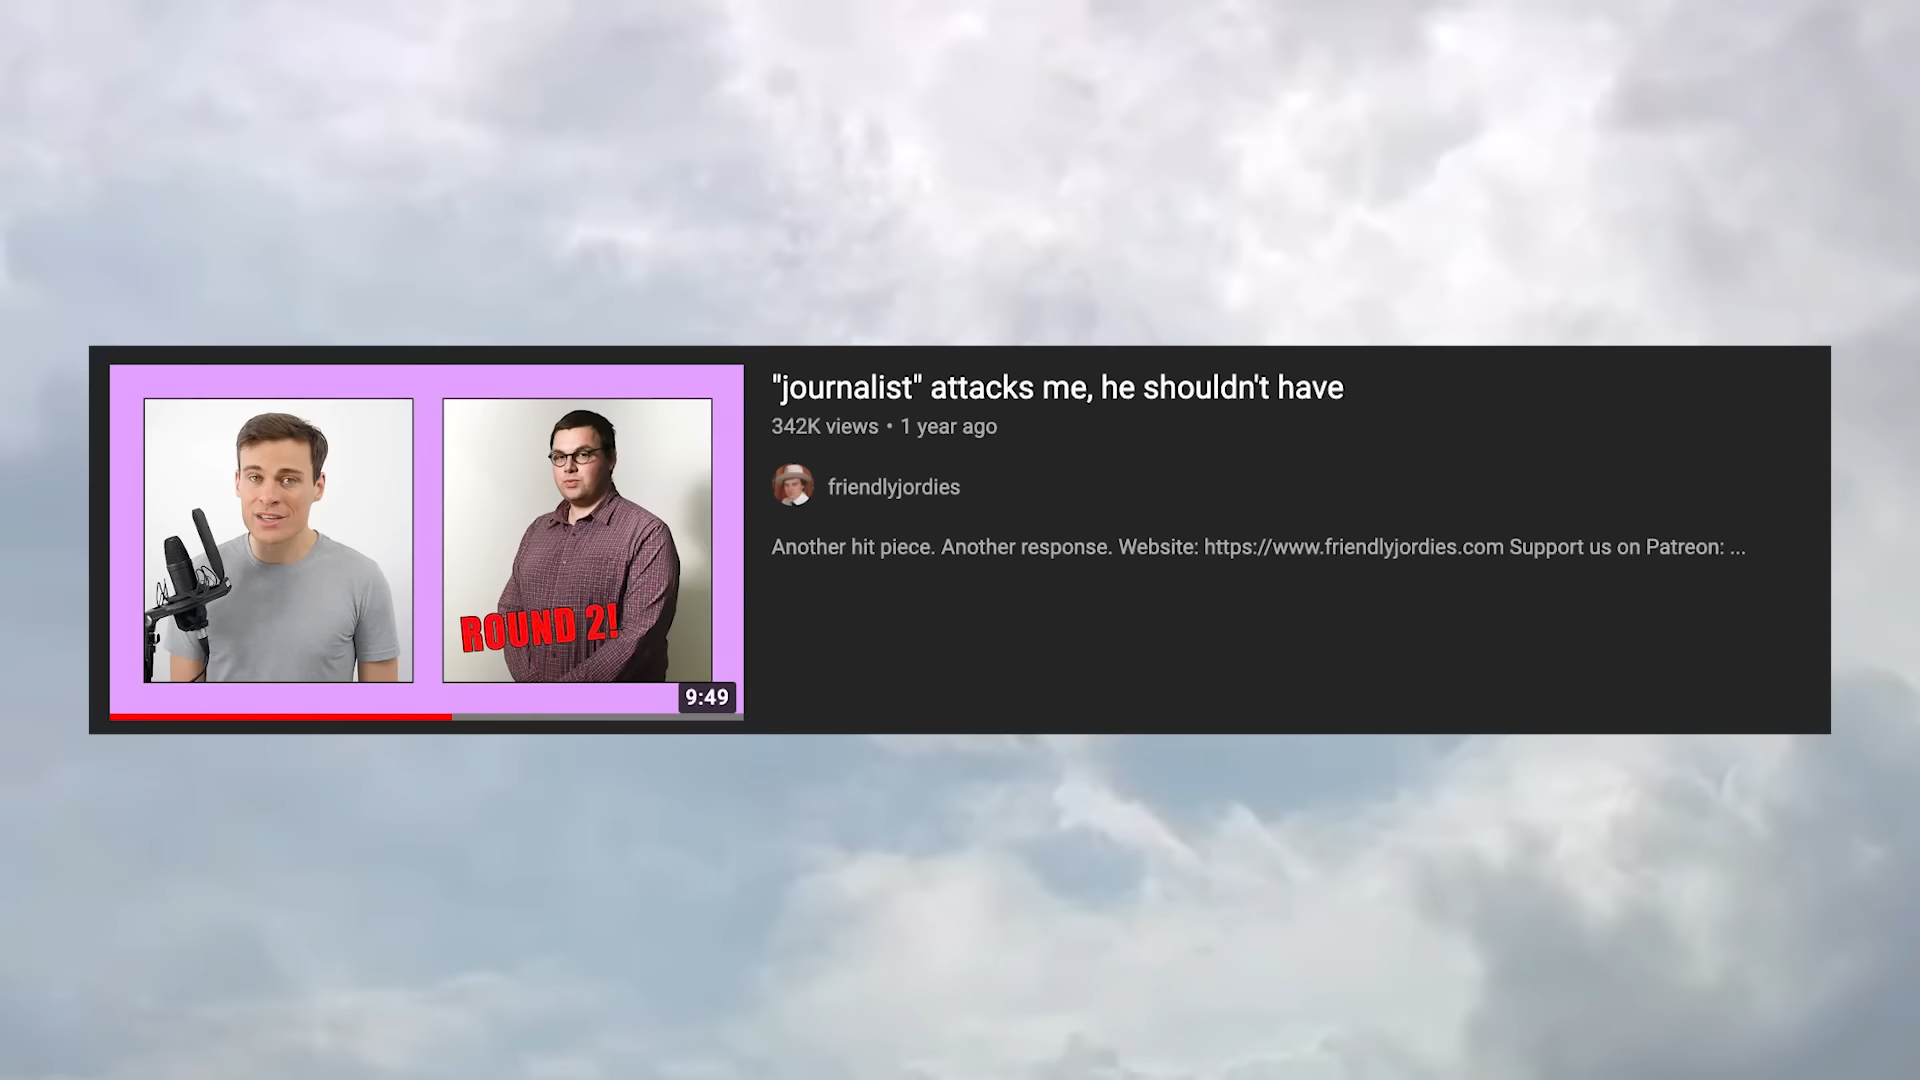 "journalist" attacks me, he shouldn't have
342K views • 1 year ago
friendlyjordies
Another hit piece. Another response. Website: https://www.friendlyjordies.com Support us on Patreon: ...
ROUND 2!
9:49